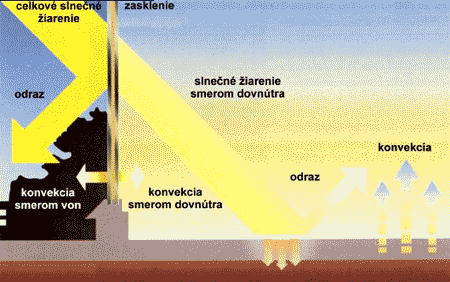 celkové slnečné
žiarenie
zasklenie
slnečné žiarenie
smerom dovnútra
odraz
konvekcia
odraz
konvekcia
smerom von
konvekcia
smerom dovnútra